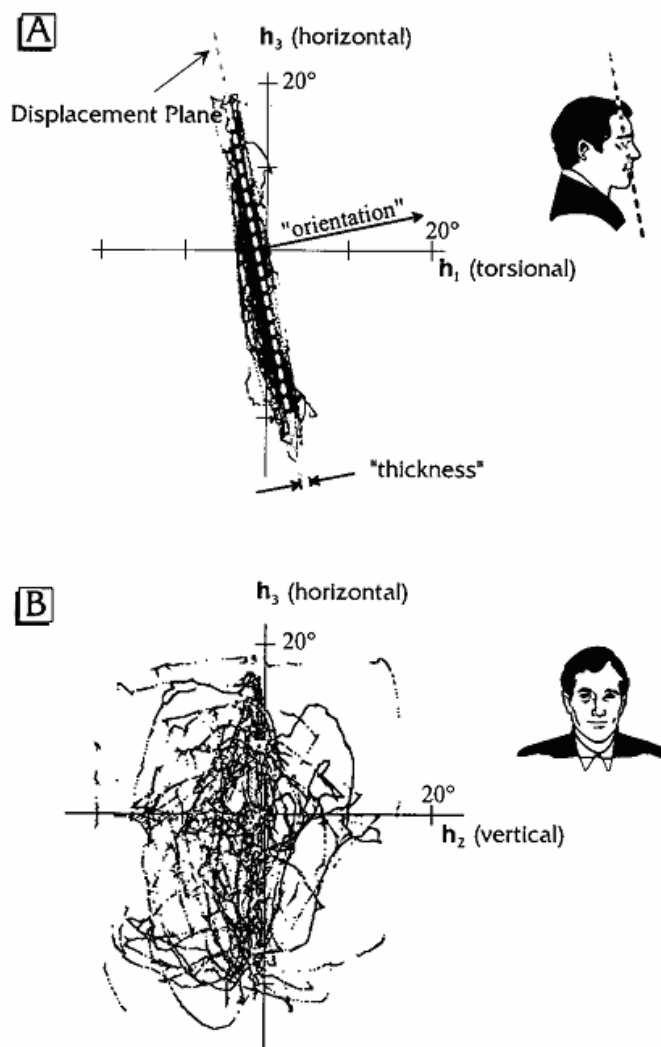 A
h₃ (horizontal)
20°
Displacement Plane
"orientation"
20°
h₁ (torsional)
"thickness"
B
h₃ (horizontal)
20°
20°
h₂ (vertical)